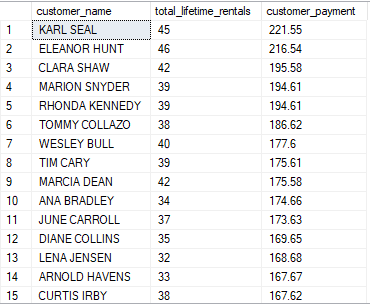 customer_name total_lifetime_rentals customer_payment
1 KARL SEAL 45 221.55
2 ELEANOR HUNT 46 216.54
3 CLARA SHAW 42 195.58
4 MARION SNYDER 39 194.61
5 RHONDA KENNEDY 39 194.61
6 TOMMY COLLAZO 38 186.62
7 WESLEY BULL 40 177.6
8 TIM CARY 39 175.61
9 MARCIA DEAN 42 175.58
10 ANA BRADLEY 34 174.66
11 JUNE CARROLL 37 173.63
12 DIANE COLLINS 35 169.65
13 LENA JENSEN 32 168.68
14 ARNOLD HAVENS 33 167.67
15 CURTIS IRBY 38 167.62